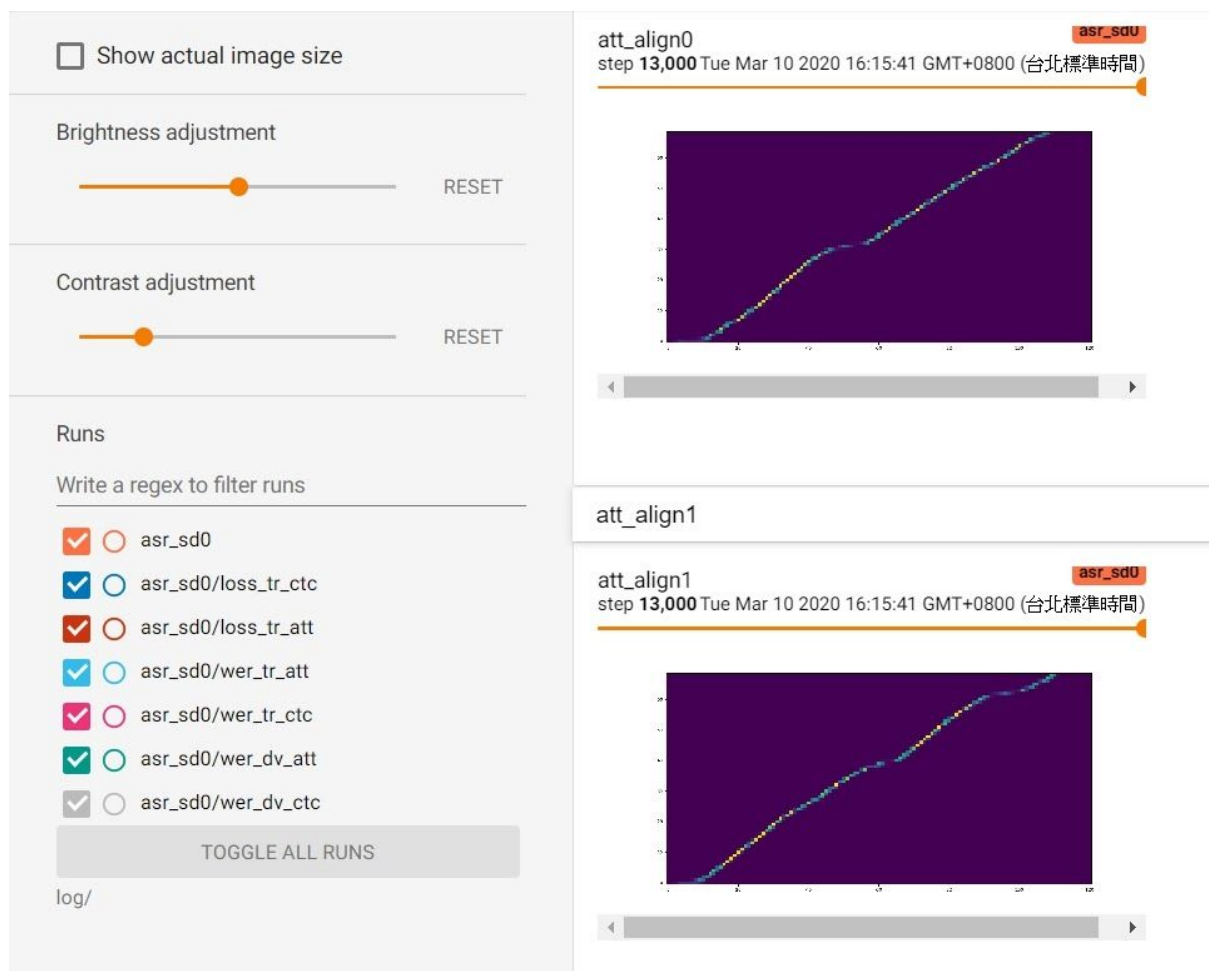 Show actual image size
Brightness adjustment
RESET
Contrast adjustment
RESET
Runs
Write a regex to filter runs
asr_sd0
asr_sd0/loss_tr_ctc
asr_sd0/loss_tr_att
asr_sd0/wer_tr_att
asr_sd0/wer_tr_ctc
asr_sd0/wer_dv_att
asr_sd0/wer_dv_ctc
TOGGLE ALL RUNS
log/
att_align0
asr_sd0
step 13,000 Tue Mar 10 2020 16:15:41 GMT+0800 (台北標準時間)
att_align1
att_align1
asr_sd0
step 13,000 Tue Mar 10 2020 16:15:41 GMT+0800 (台北標準時間)